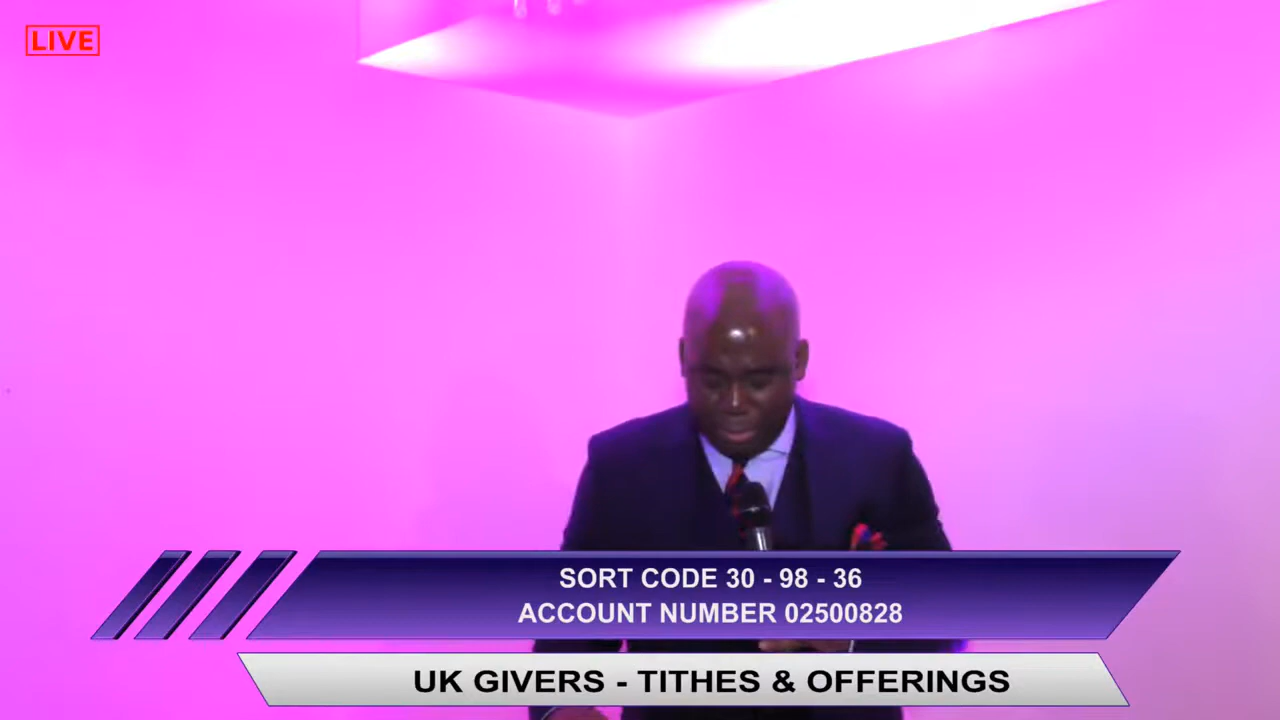 LIVE
SORT CODE 30 - 98 - 36
ACCOUNT NUMBER 02500828
UK GIVERS - TITHES & OFFERINGS